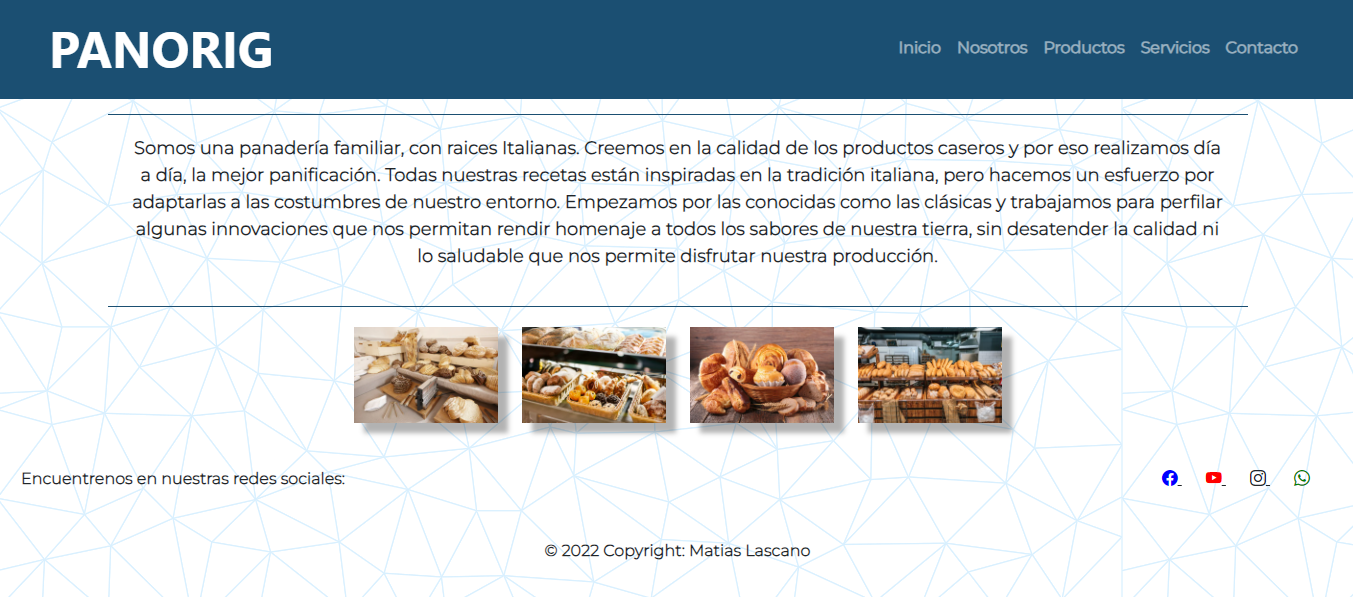 PANORIG
Inicio Nosotros Productos Servicios Contacto
Somos una panadería familiar, con raices Italianas. Creemos en la calidad de los productos caseros y por eso realizamos día
a día, la mejor panificación. Todas nuestras recetas están inspiradas en la tradición italiana, pero hacemos un esfuerzo por
adaptarlas a las costumbres de nuestro entorno. Empezamos por las conocidas como las clásicas y trabajamos para perfilar
algunas innovaciones que nos permitan rendir homenaje a todos los sabores de nuestra tierra, sin desatender la calidad ni
lo saludable que nos permite disfrutar nuestra producción.
Encuentrenos en nuestras redes sociales:
© 2022 Copyright: Matias Lascano